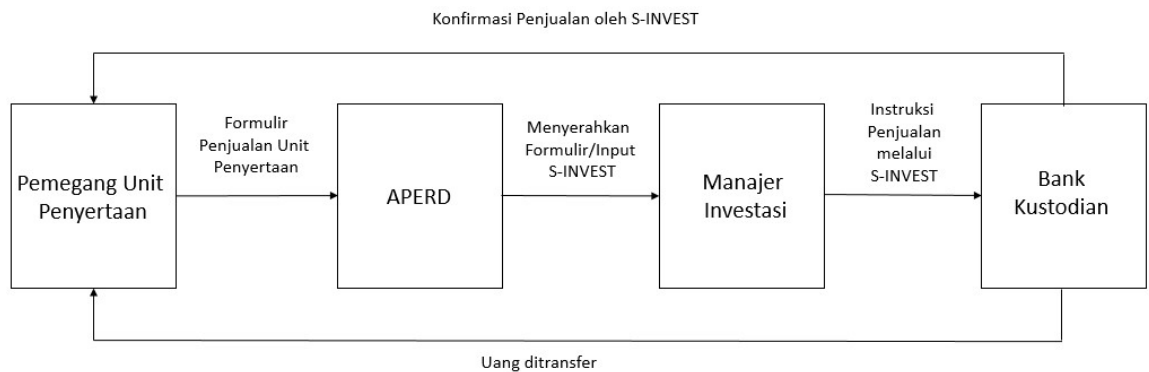 Konfirmasi Penjualan oleh S-INVEST
Formulir
Penjualan Unit
Penyertaan
Menyerahkan
Formulir/Input
S-INVEST
Instruksi
Penjualan
melalui
S-INVEST
Pemegang Unit
Penyertaan
APERD
Manajer
Investasi
Bank
Kustodian
Uang ditransfer